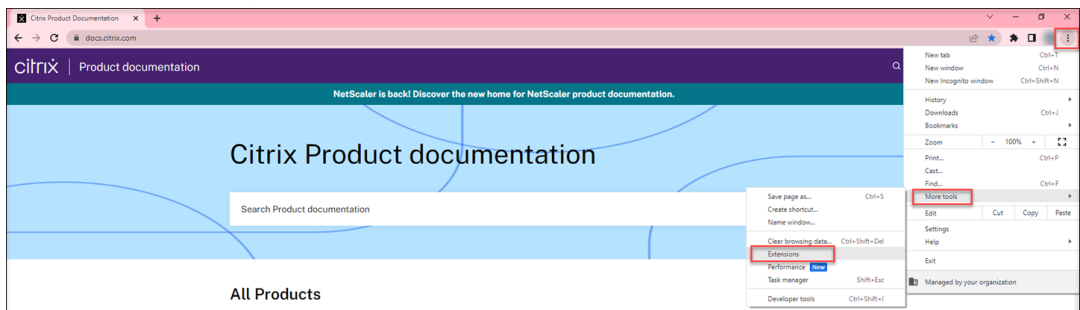 Citrix Product Documentation
docs.citrix.com
citrix | Product documentation
NetScaler is back! Discover the new home for NetScaler product documentation.
Citrix Product documentation
Search Product documentation
All Products
New tab Ctrl+T
New window Ctrl+N
New Incognito window Ctrl+Shift+N
History
Downloads Ctrl+J
Bookmarks
Zoom - 100% +
Print... Ctrl+P
Cast...
Find... Ctrl+F
More tools
Edit Cut Copy Paste
Settings
Help
Exit
Managed by your organization
Save page as... Ctrl+S
Create shortcut...
Name window...
Clear browsing data... Ctrl+Shift+Del
Extensions
Performance New
Task manager Shift+Esc
Developer tools Ctrl+Shift+I